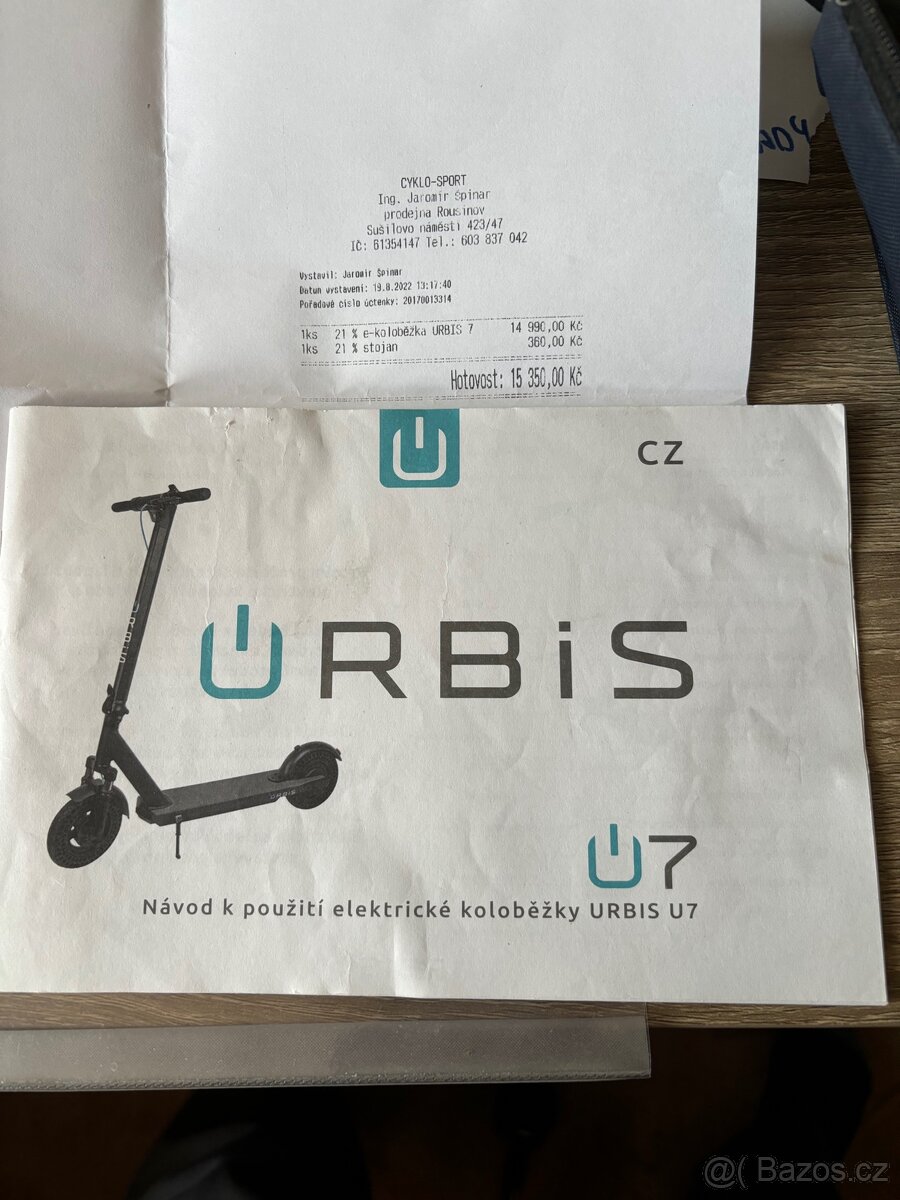 CYKLO-SPORT
Ing. Jaromír Špinar
prodejna Rousínov
Sušilovo náměstí 423/47
IČ: 61354147 Tel.: 603 837 042
Vystavil: Jaromír Špinar
Datum vystavení: 19.8.2022 13:17:40
Pořadové číslo účtenky: 20170013314
1ks 21 % e-koloběžka URBIS 7 14 990,00 Kč
1ks 21 % stojan 360,00 Kč
Hotovost: 15 350,00 Kč
CZ
URBIS
URBIS
URBiS
U7
Návod k použití elektrické koloběžky URBIS U7
@( Bazos.cz